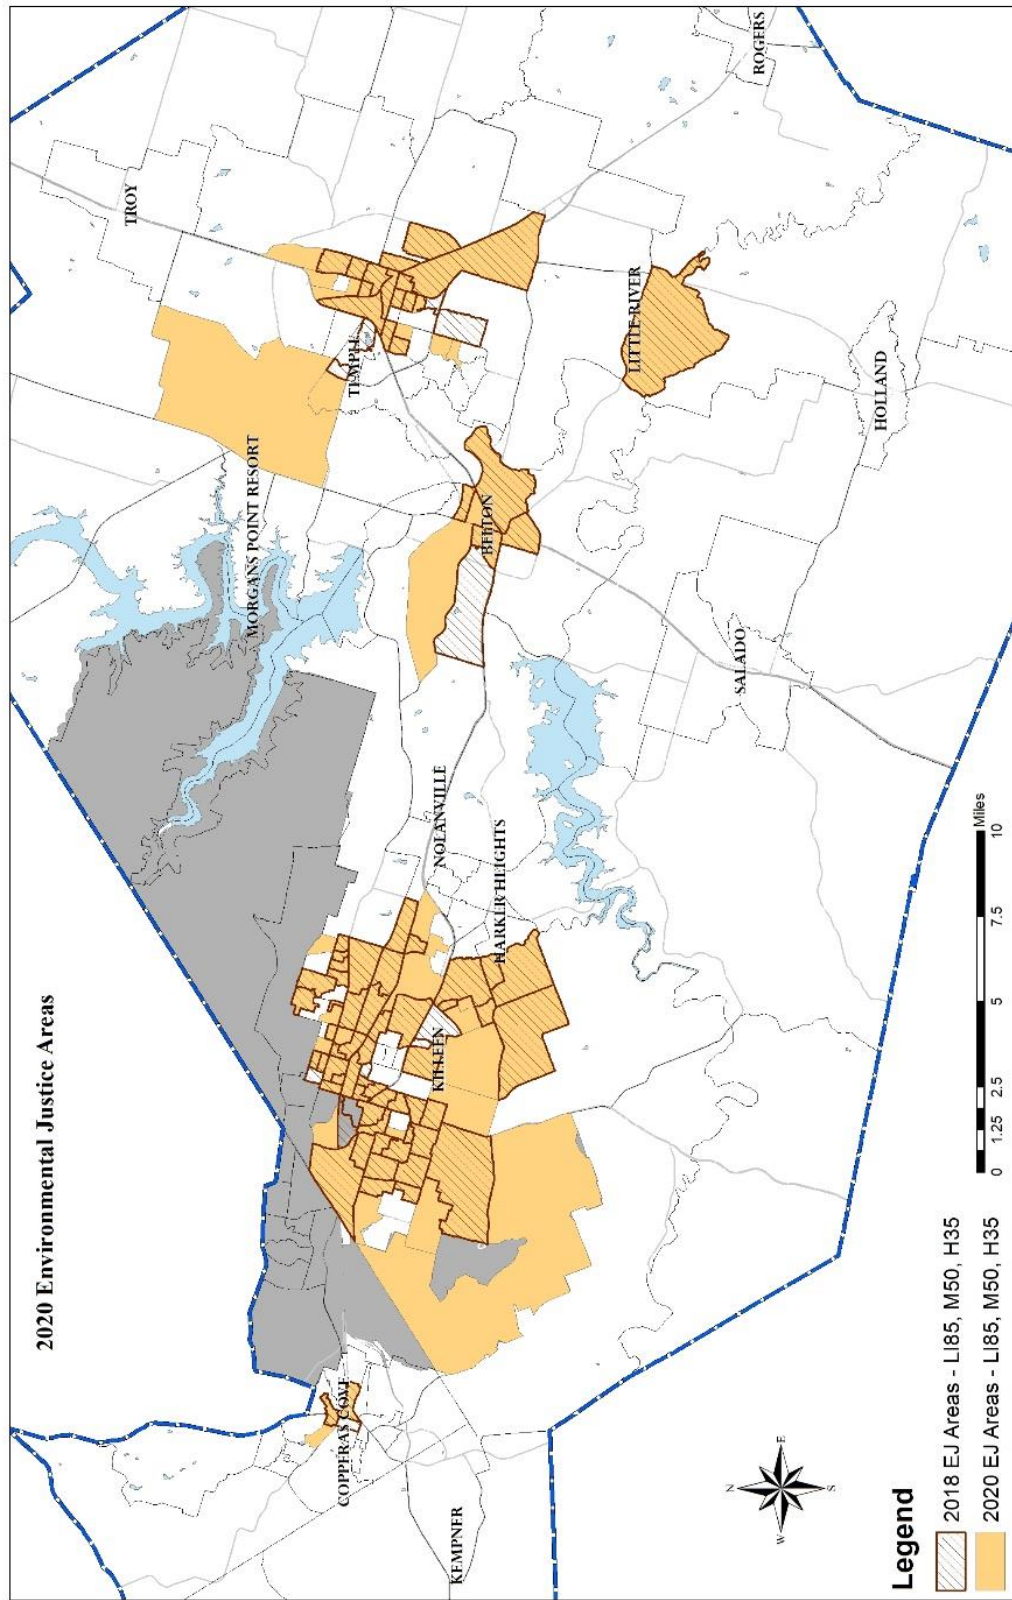 2020 Environmental Justice Areas
TROY
ROGERS
TEMPLE
MORGANS POINT RESORT
LITTLE RIVER
BELTON
HOLLAND
NOLANVILLE
SALADO
HARKER HEIGHTS
KILLEEN
COPPERAS COVE
KEMPNER
N
W
E
S
0 1.25 2.5 5 7.5 10
Miles
Legend
2018 EJ Areas - LI85, M50, H35
2020 EJ Areas - LI85, M50, H35